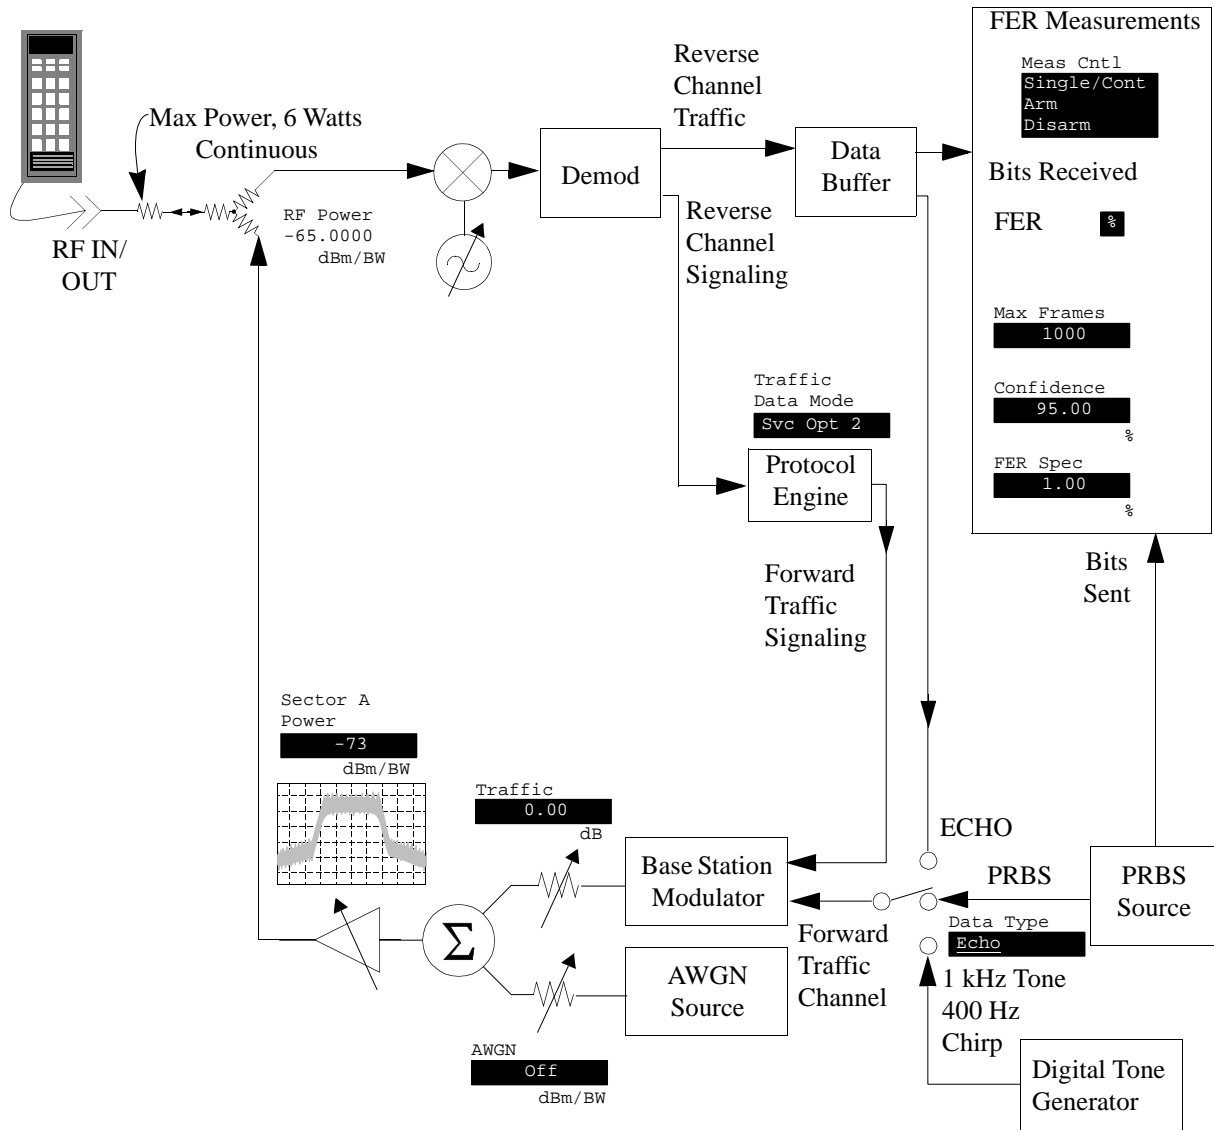 FER Measurements
Meas Cntl
Single/Cont
Arm
Disarm
Bits Received
FER
%
Max Frames
1000
Confidence
95.00
%
FER Spec
1.00
%
Reverse
Channel
Traffic
Max Power, 6 Watts
Continuous
Demod
Data
Buffer
RF Power
-65.0000
dBm/BW
RF IN/
OUT
Reverse
Channel
Signaling
Traffic
Data Mode
Svc Opt 2
Protocol
Engine
Forward
Traffic
Signaling
Bits
Sent
Sector A
Power
-73
dBm/BW
Traffic
0.00
dB
ECHO
Base Station
Modulator
PRBS
PRBS
Source
Data Type
Echo
Σ
AWGN
Source
Forward
Traffic
Channel
1 kHz Tone
400 Hz
Chirp
AWGN
Off
dBm/BW
Digital Tone
Generator